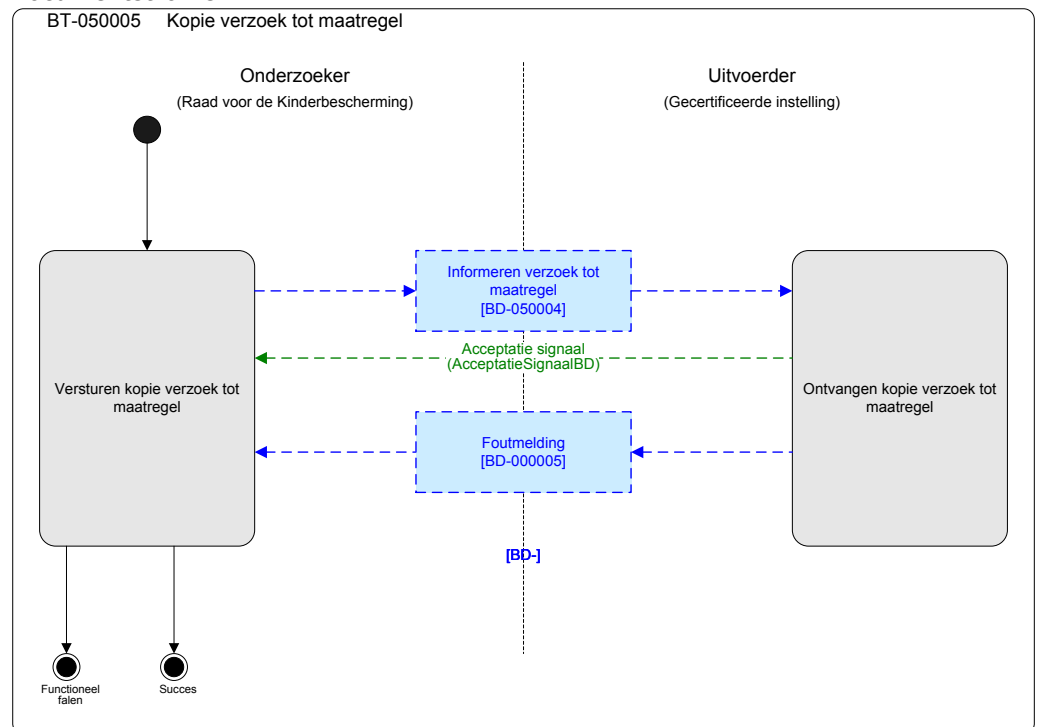 BT-050005 Kopie verzoek tot maatregel
Onderzoeker
(Raad voor de Kinderbescherming)
Uitvoerder
(Gecertificeerde instelling)
Informeren verzoek tot
maatregel
[BD-050004]
Acceptatie signaal
(AcceptatieSignaalBD)
Versturen kopie verzoek tot
maatregel
Ontvangen kopie verzoek tot
maatregel
Foutmelding
[BD-000005]
[BD-]
Functioneel
falen
Succes